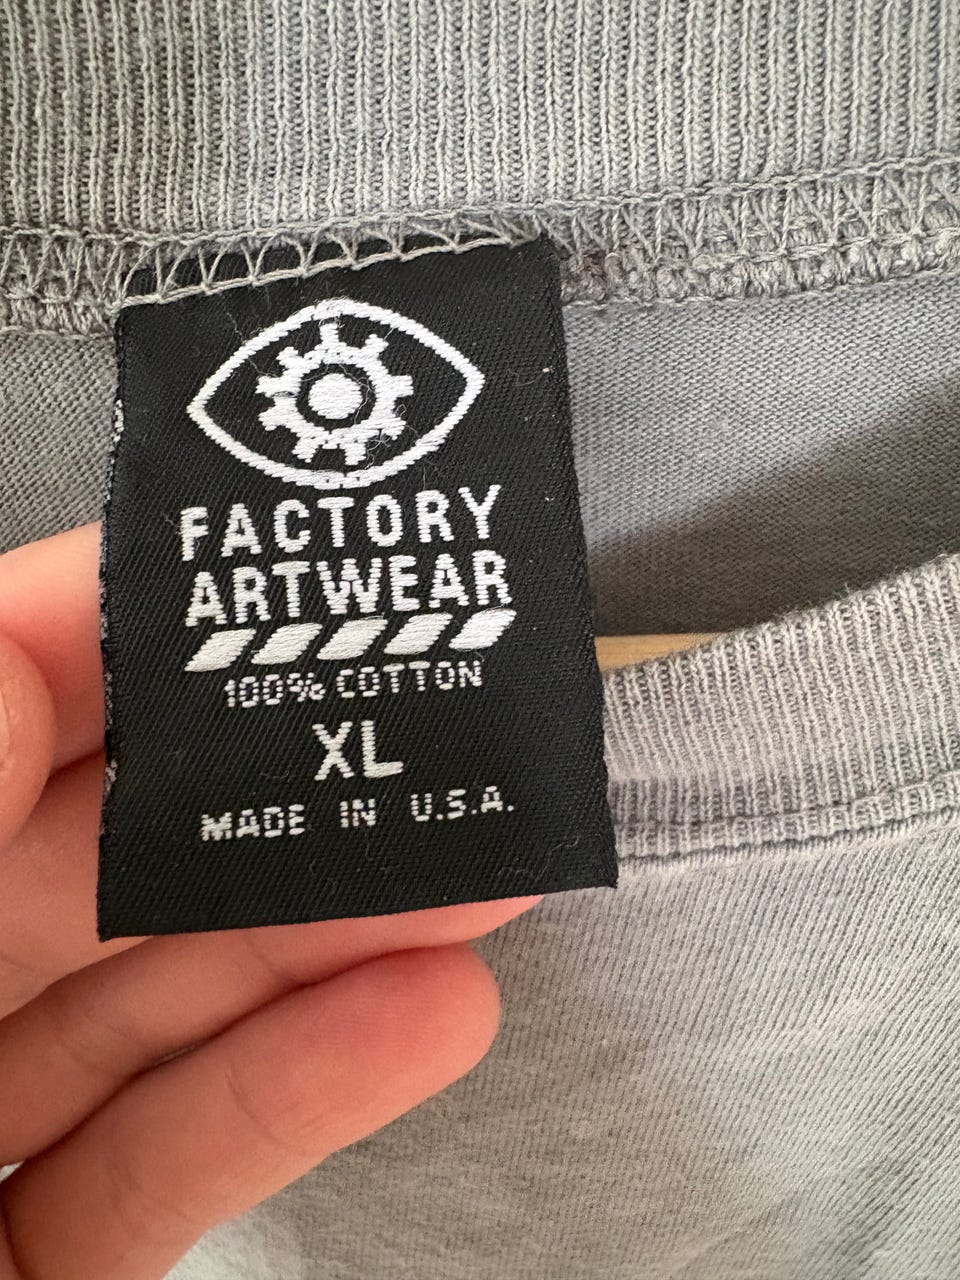 FACTORY
ARTWEAR
100% COTTON
XL
MADE IN U.S.A.